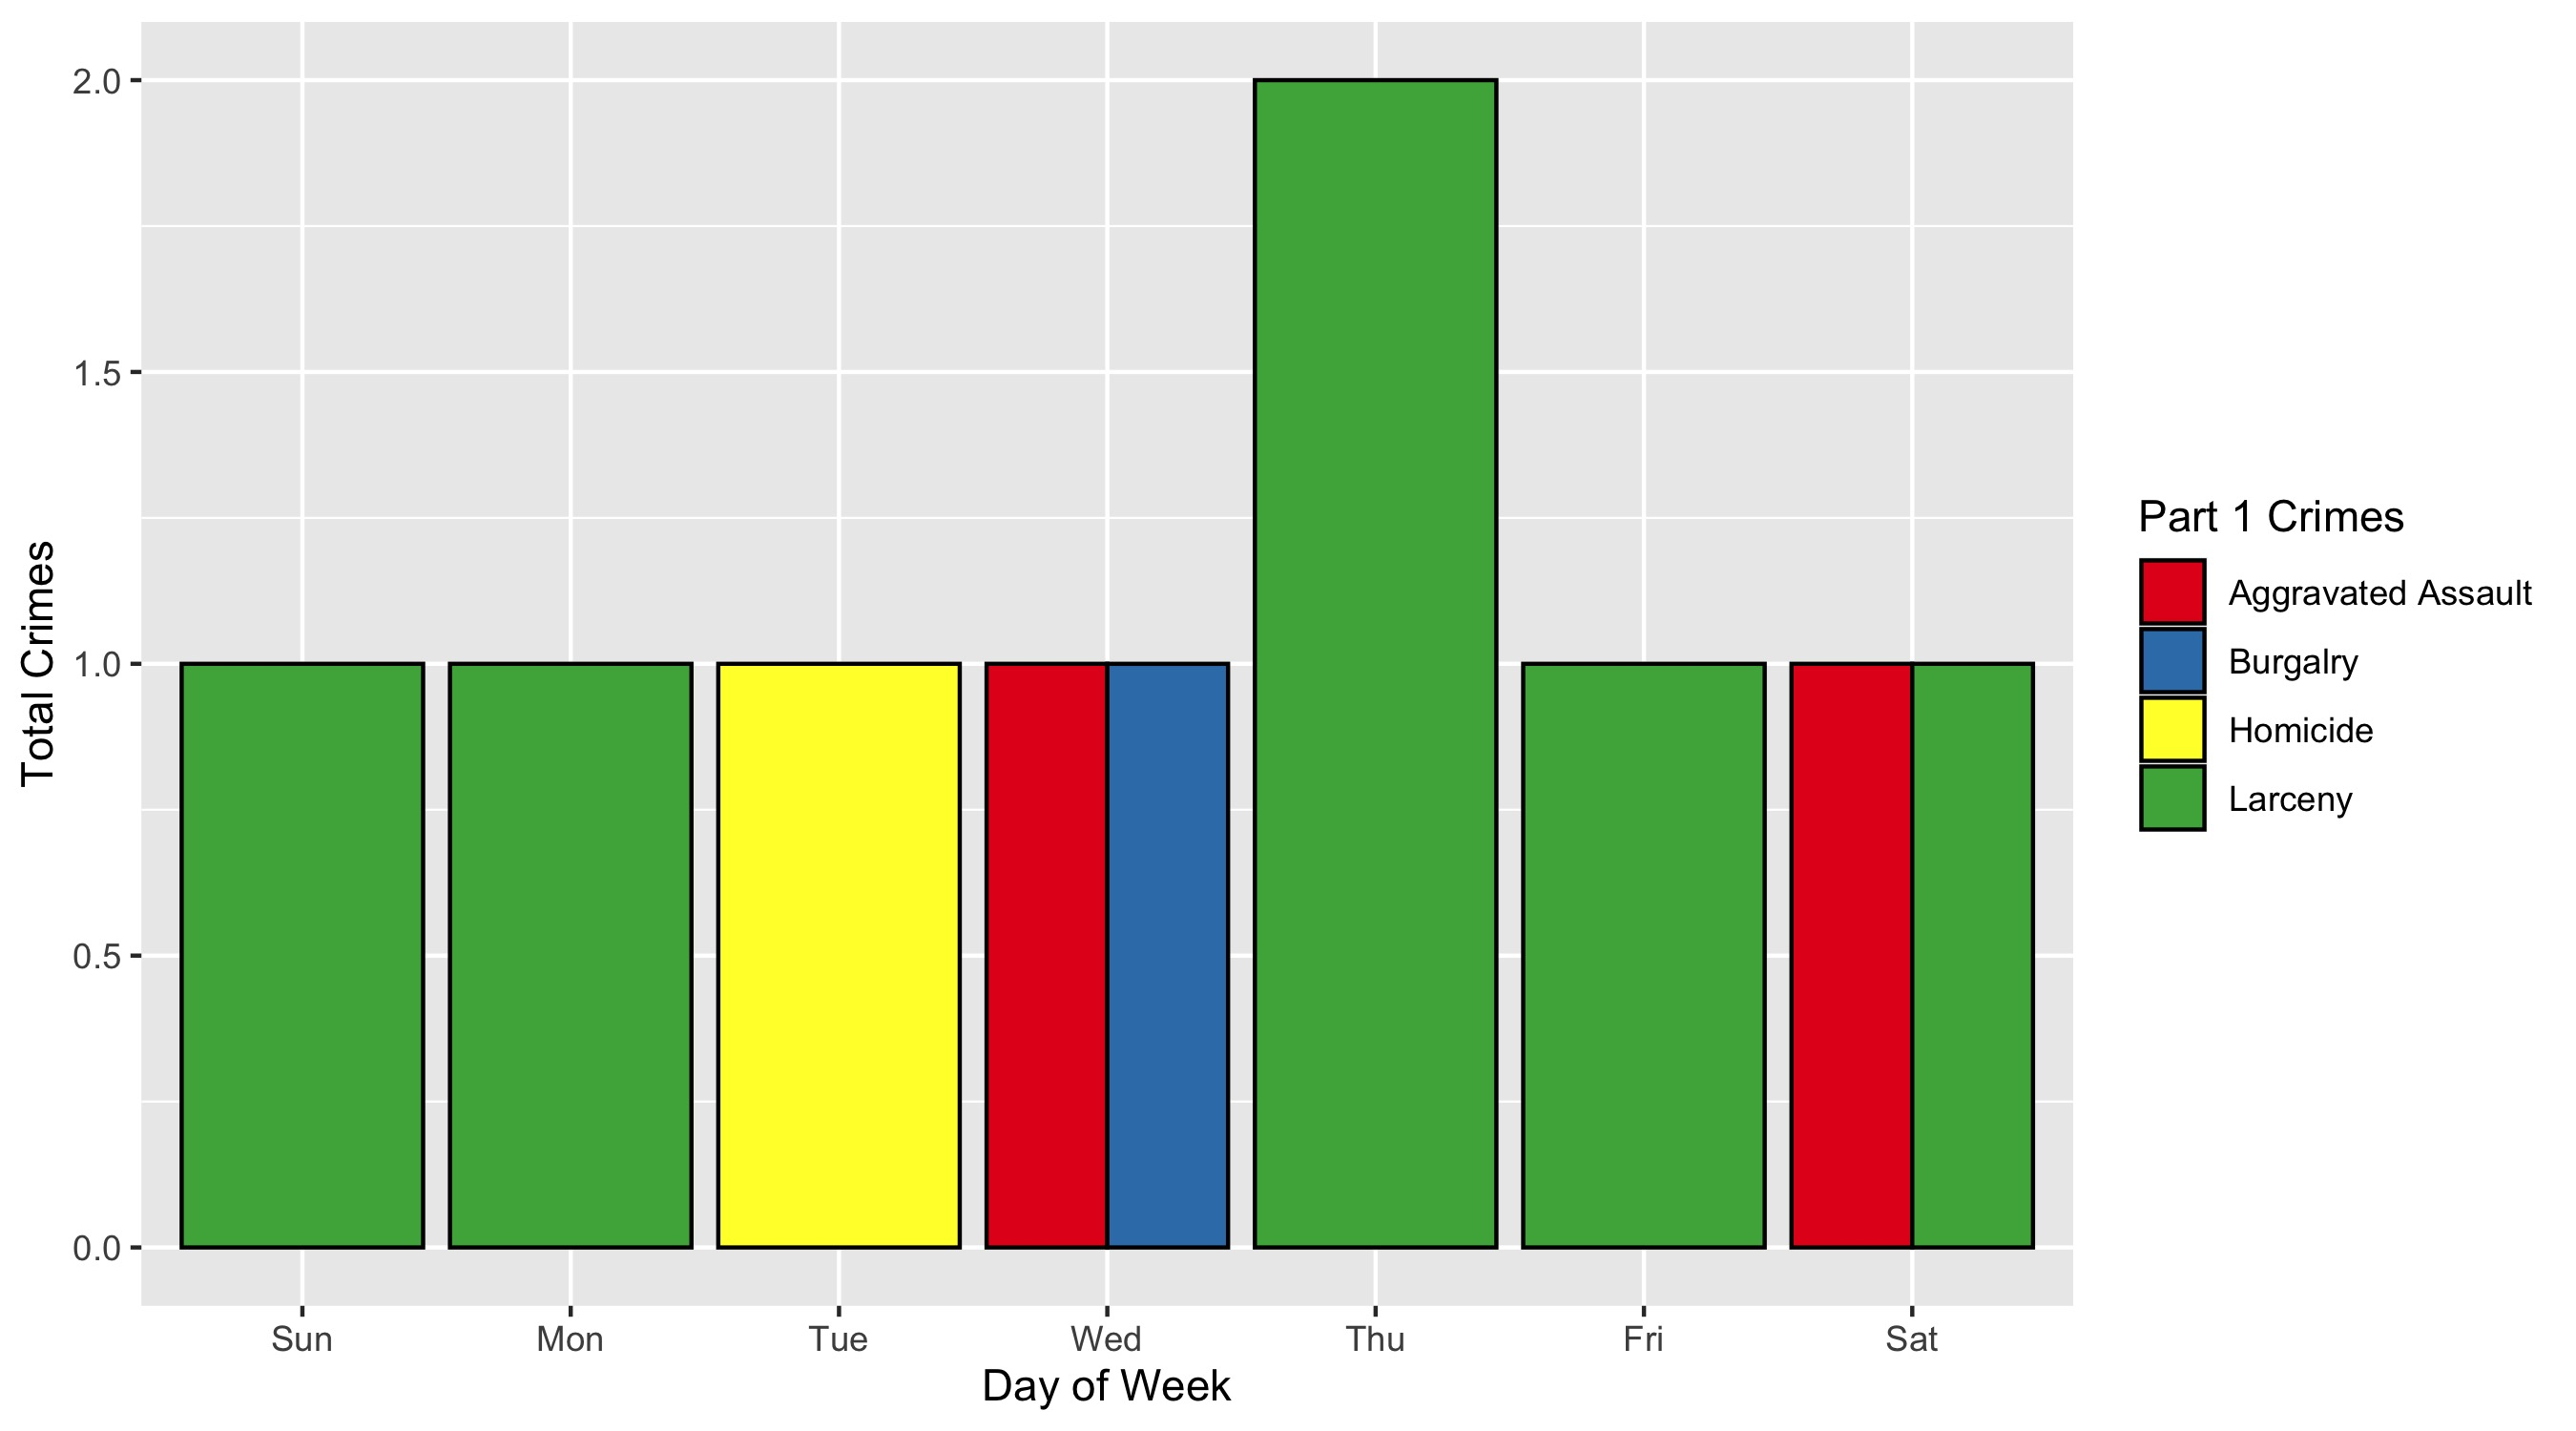 2.0
1.5
1.0
0.5
0.0
Total Crimes
Sun Mon Tue Wed Thu Fri Sat
Day of Week
Part 1 Crimes
Aggravated Assault
Burgalry
Homicide
Larceny